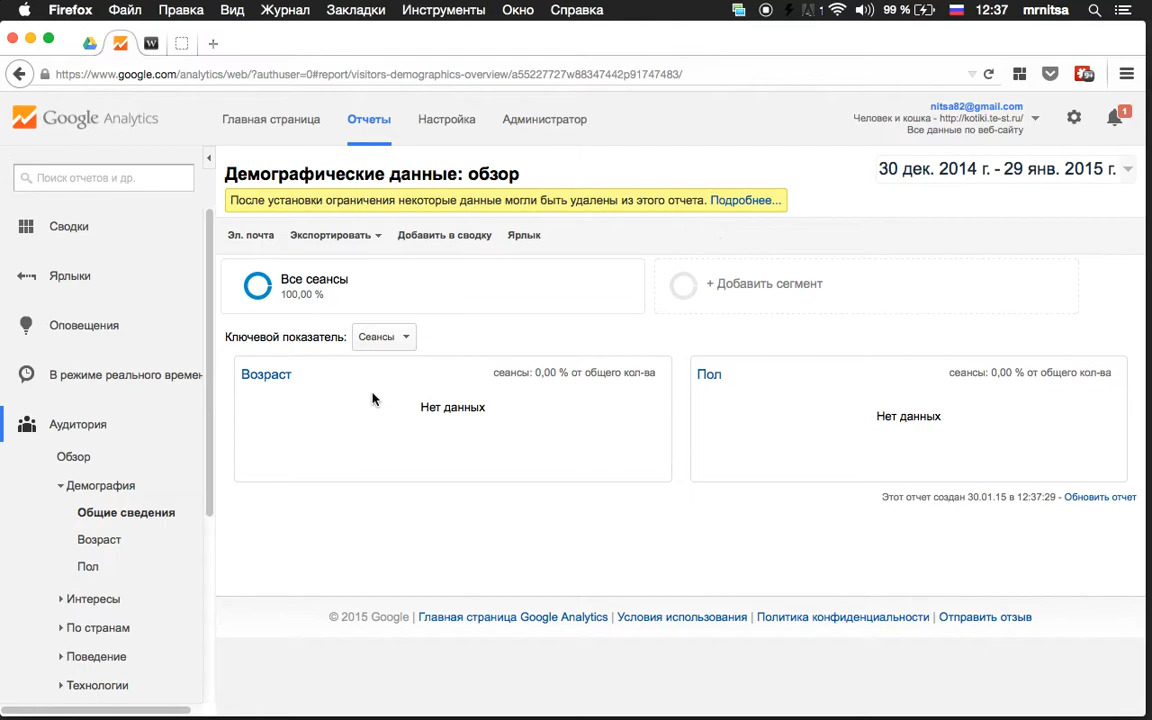 Firefox Файл Правка Вид Журнал Закладки Инструменты Окно Справка 1 99 % 12:37 mrnitsa
W
https://www.google.com/analytics/web/?authuser=0#report/visitors-demographics-overview/a55227727w88347442p91747483/
9+
Google Analytics
Главная страница Отчеты Настройка Администратор
nitsa82@gmail.com
Человек и кошка - http://kotiki.te-st.ru/
Все данные по веб-сайту
1
Поиск отчетов и др.
Сводки
Ярлыки
Оповещения
В режиме реального времен
Аудитория
Обзор
Демография
Общие сведения
Возраст
Пол
Интересы
По странам
Поведение
Технологии
Демографические данные: обзор
30 дек. 2014 г. - 29 янв. 2015 г.
После установки ограничения некоторые данные могли быть удалены из этого отчета. Подробнее...
Эл. почта Экспортировать Добавить в сводку Ярлык
Все сеансы
100,00 %
+ Добавить сегмент
Ключевой показатель: Сеансы
Возраст сеансы: 0,00 % от общего кол-ва
Нет данных
Пол сеансы: 0,00 % от общего кол-ва
Нет данных
Этот отчет создан 30.01.15 в 12:37:29 - Обновить отчет
© 2015 Google | Главная страница Google Analytics | Условия использования | Политика конфиденциальности | Отправить отзыв